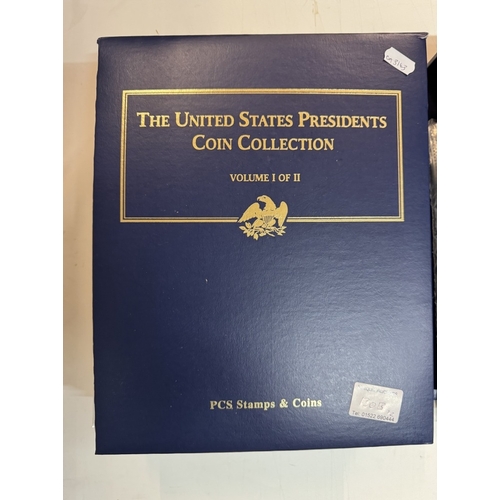 THE UNITED STATES PRESIDENTS
COIN COLLECTION
VOLUME I OF II
PCS Stamps & Coins